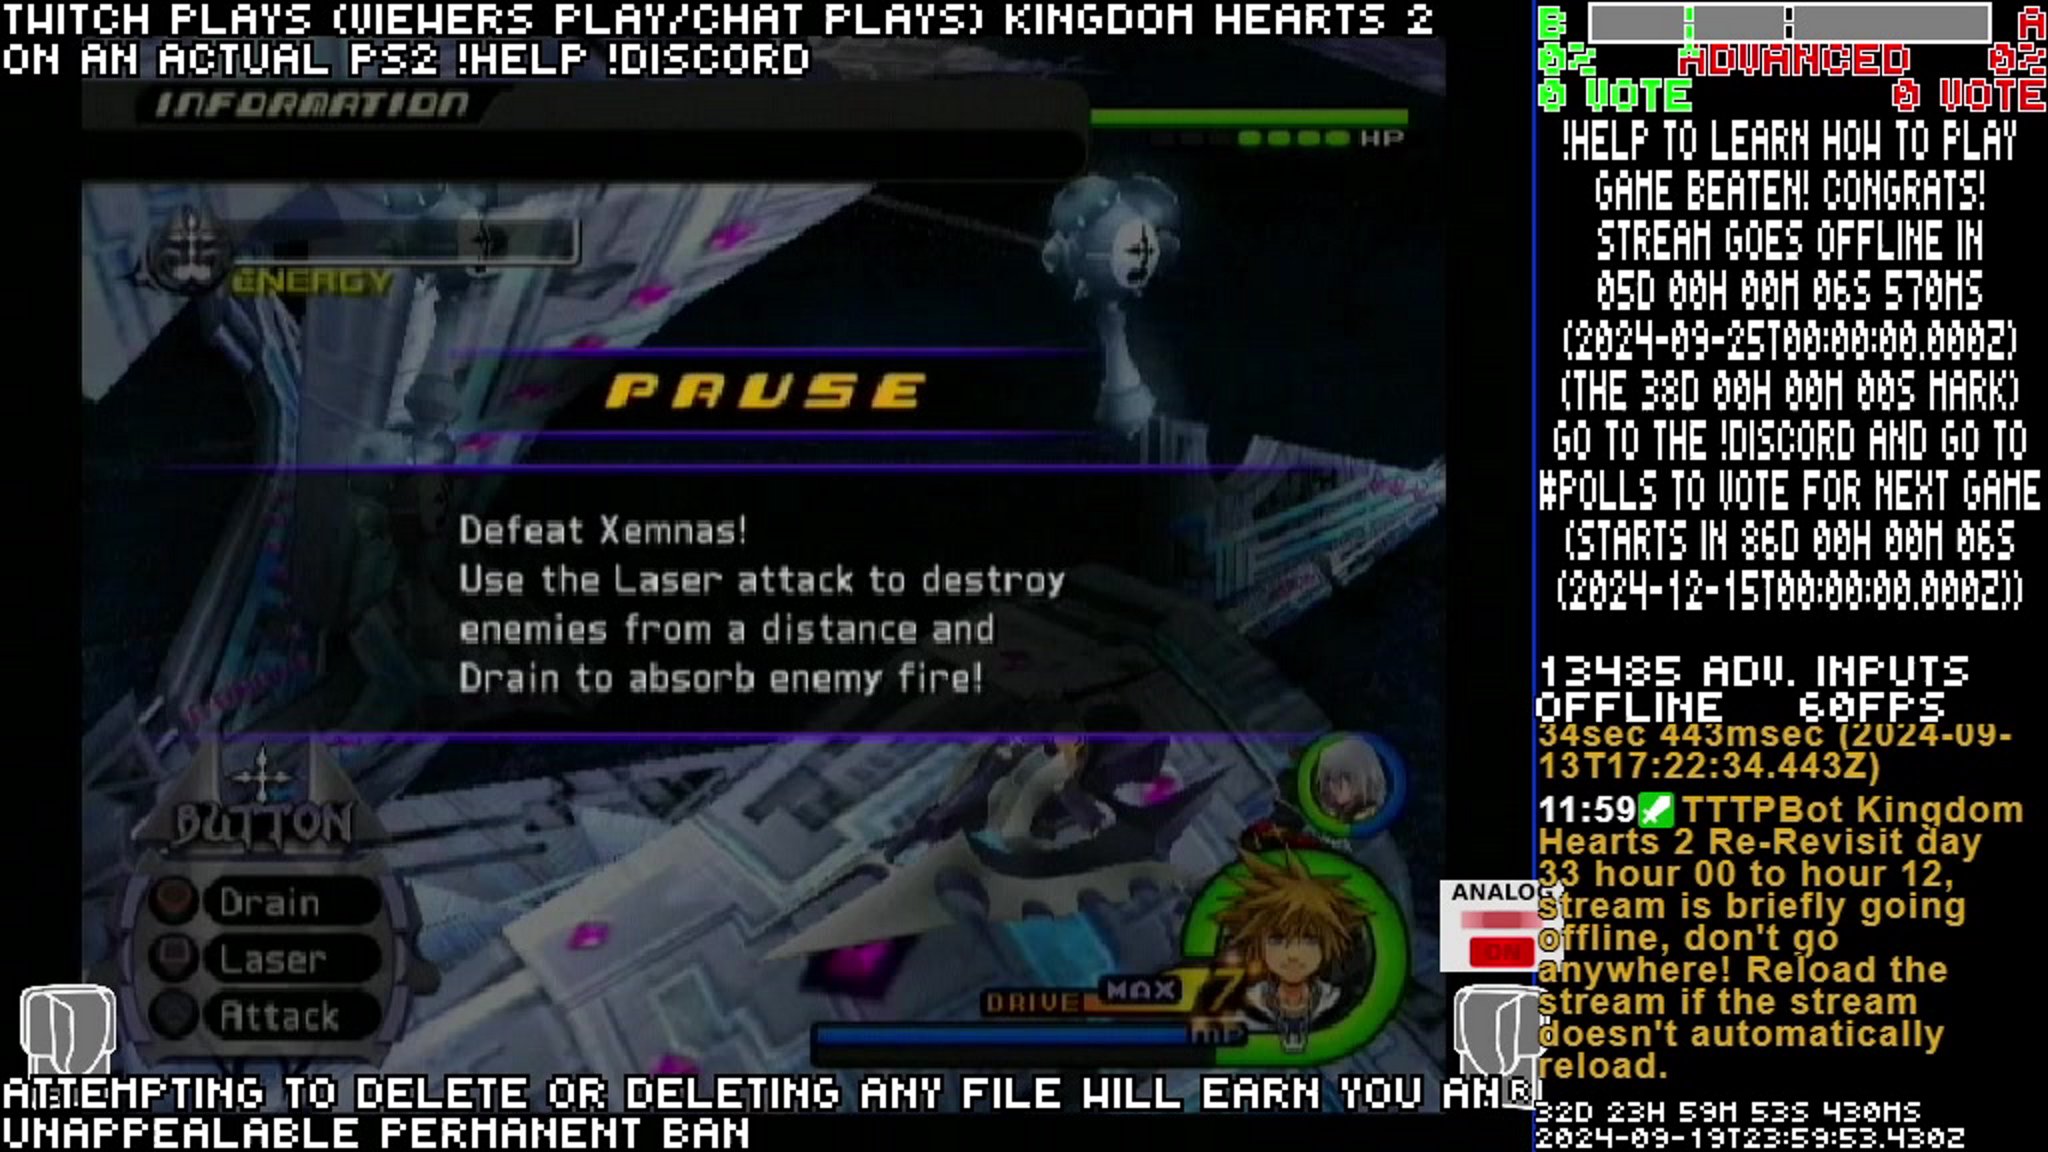 TWITCH PLAYS (VIEWERS PLAY/CHAT PLAYS) KINGDOM HEARTS 2
ON AN ACTUAL PS2 !HELP !DISCORD
INFORMATION
HP
ENERGY
PAUSE
Defeat Xemnas!
Use the Laser attack to destroy
enemies from a distance and
Drain to absorb enemy fire!
BUTTON
Drain
Laser
Attack
DRIVE MAX 7
MP
ANALOG
ON
ATTEMPTING TO DELETE OR DELETING ANY FILE WILL EARN YOU AN
UNAPPEALABLE PERMANENT BAN
B A
0% ADVANCED 0%
0 VOTE 0 VOTE
!HELP TO LEARN HOW TO PLAY
GAME BEATEN! CONGRATS!
STREAM GOES OFFLINE IN
05D 00H 00M 06S 570MS
(2024-09-25T00:00:00.000Z)
(THE 38D 00H 00M 00S MARK)
GO TO THE !DISCORD AND GO TO
#POLLS TO VOTE FOR NEXT GAME
(STARTS IN 86D 00H 00M 06S
(2024-12-15T00:00:00.000Z))
13485 ADV. INPUTS
OFFLINE 60FPS
34sec 443msec (2024-09-
13T17:22:34.443Z)
11:59 TTTPBot Kingdom
Hearts 2 Re-Revisit day
33 hour 00 to hour 12,
stream is briefly going
offline, don't go
anywhere! Reload the
stream if the stream
doesn't automatically
reload.
32D 23H 59M 53S 430MS
2024-09-19T23:59:53.430Z